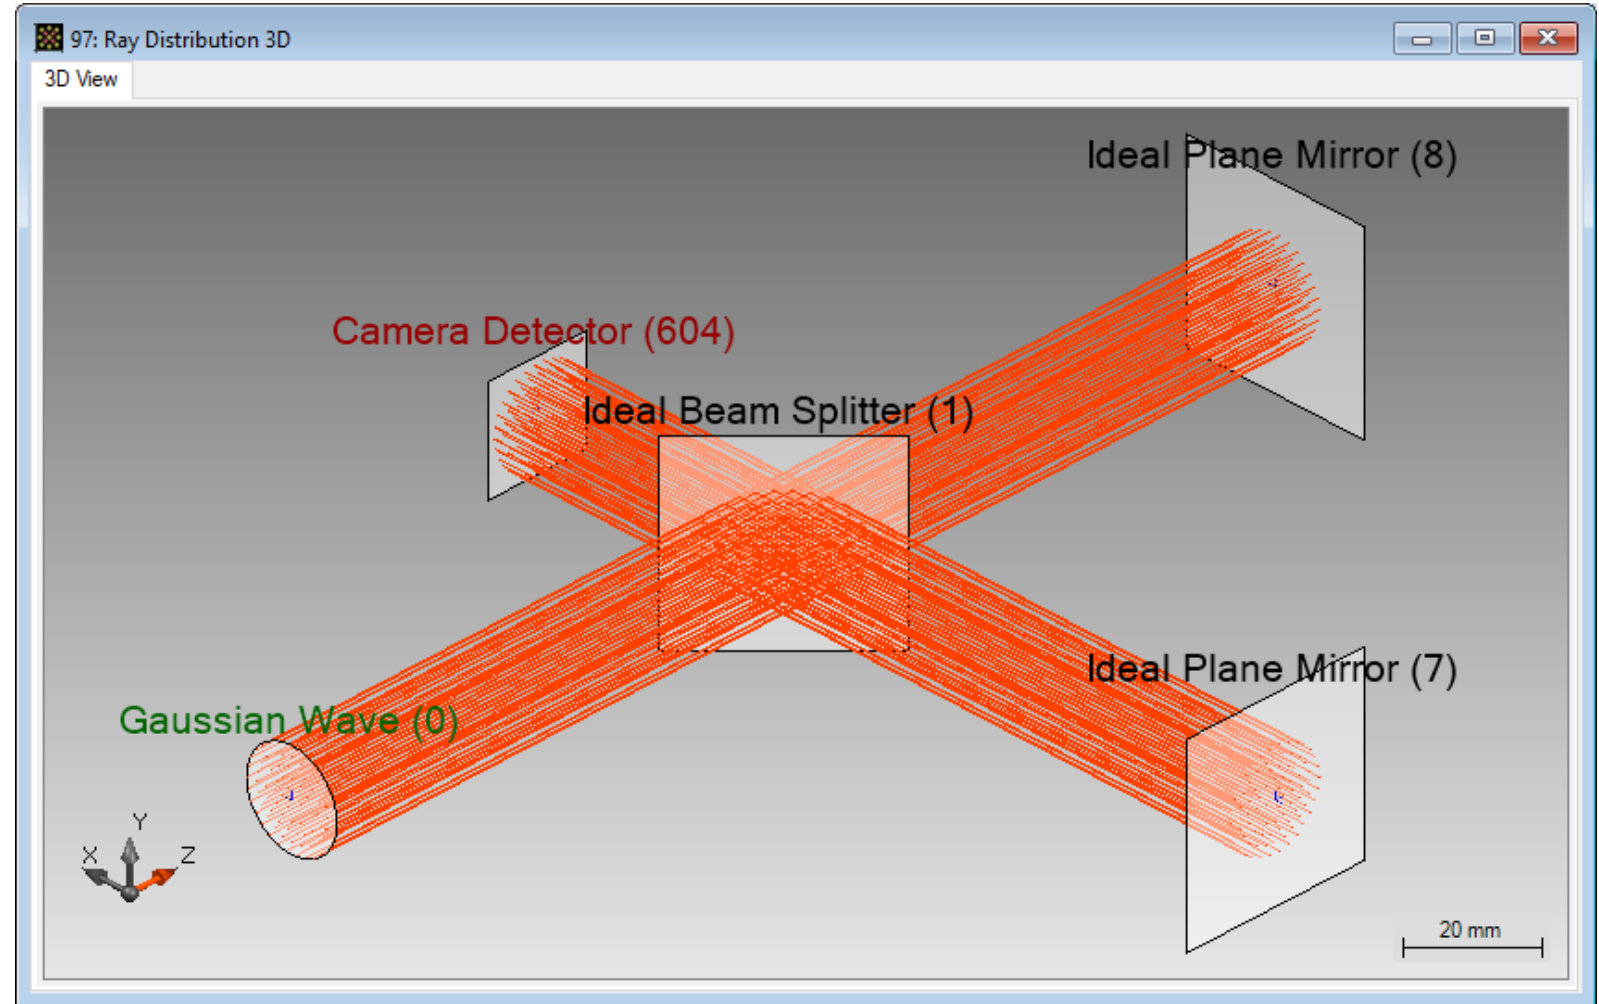 97: Ray Distribution 3D
3D View
Ideal Plane Mirror (8)
Camera Detector (604)
Ideal Beam Splitter (1)
Ideal Plane Mirror (7)
Gaussian Wave (0)
Y
X
Z
20 mm